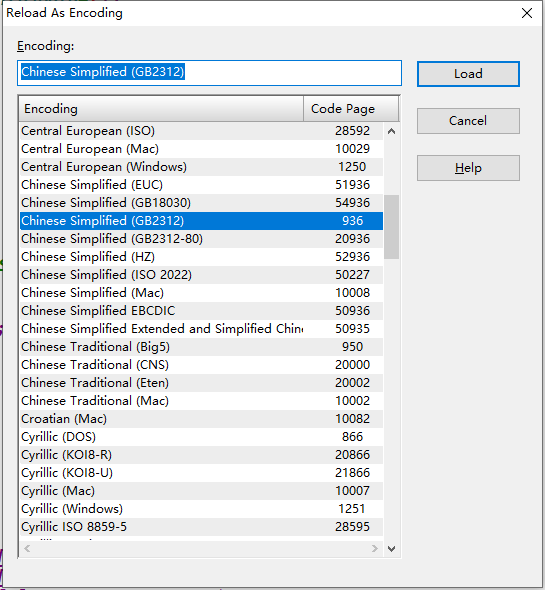 Reload As Encoding
Encoding:
Chinese Simplified (GB2312)
Load
Cancel
Help
Encoding Code Page
Central European (ISO) 28592
Central European (Mac) 10029
Central European (Windows) 1250
Chinese Simplified (EUC) 51936
Chinese Simplified (GB18030) 54936
Chinese Simplified (GB2312) 936
Chinese Simplified (GB2312-80) 20936
Chinese Simplified (HZ) 52936
Chinese Simplified (ISO 2022) 50227
Chinese Simplified (Mac) 10008
Chinese Simplified EBCDIC 50936
Chinese Simplified Extended and Simplified Chin 50935
Chinese Traditional (Big5) 950
Chinese Traditional (CNS) 20000
Chinese Traditional (Eten) 20002
Chinese Traditional (Mac) 10002
Croatian (Mac) 10082
Cyrillic (DOS) 866
Cyrillic (KOI8-R) 20866
Cyrillic (KOI8-U) 21866
Cyrillic (Mac) 10007
Cyrillic (Windows) 1251
Cyrillic ISO 8859-5 28595